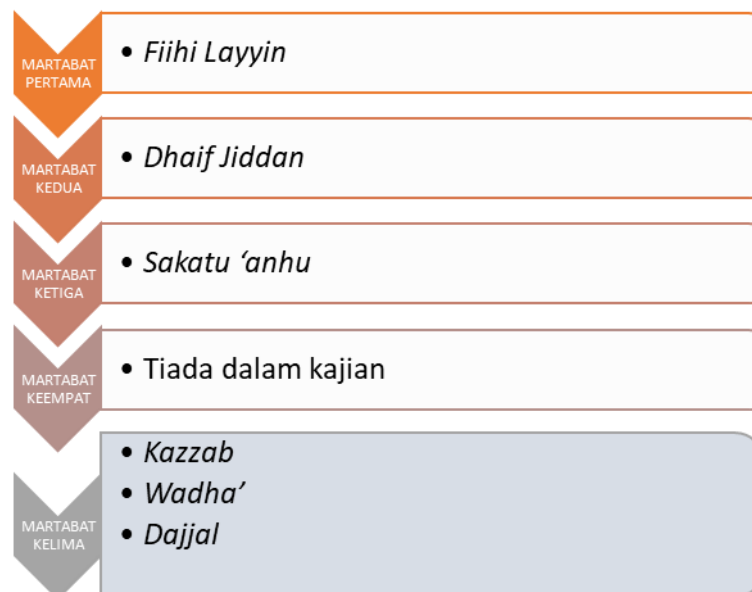 MARTABAT
PERTAMA
• Fiihi Layyin
MARTABAT
KEDUA
• Dhaif Jiddan
MARTABAT
KETIGA
• Sakatu ‘anhu
MARTABAT
KEEMPAT
• Tiada dalam kajian
MARTABAT
KELIMA
• Kazzab
• Wadha’
• Dajjal